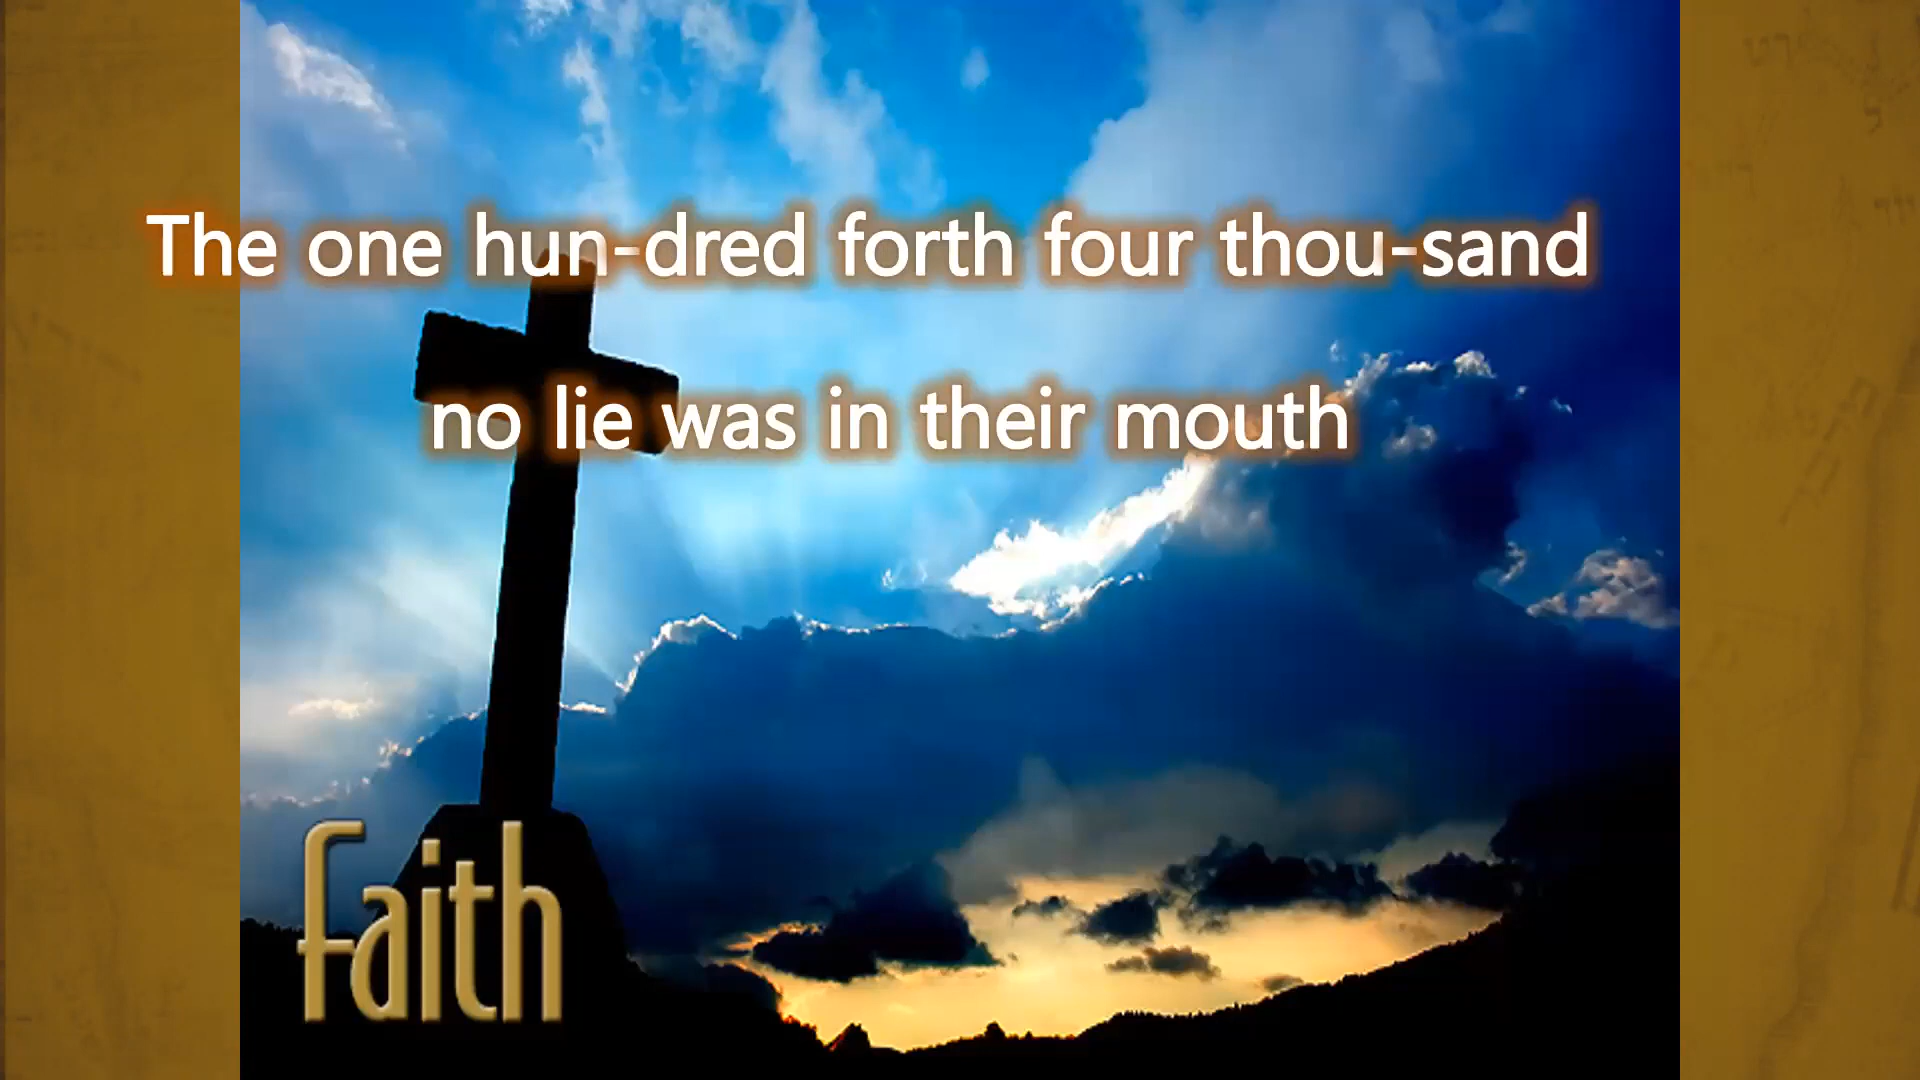 The one hun-dred forth four thou-sand
no lie was in their mouth
faith